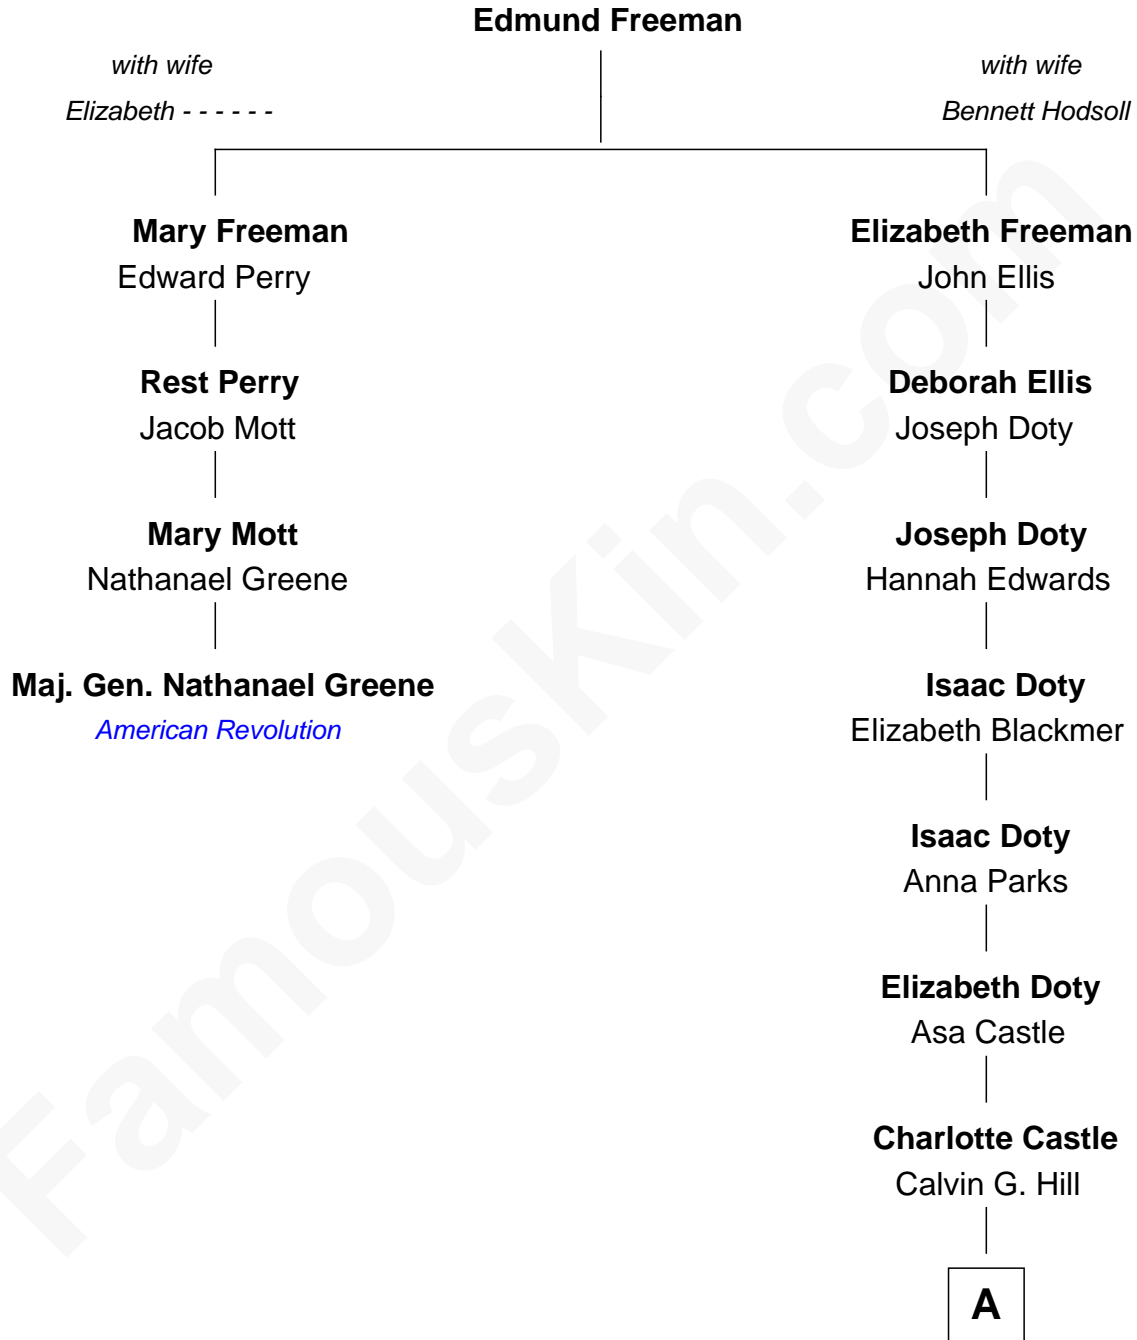 Edmund Freeman
with wife
Elizabeth - - - - - -
with wife
Bennett Hodsoll
Mary Freeman
Edward Perry
Elizabeth Freeman
John Ellis
Rest Perry
Jacob Mott
Deborah Ellis
Joseph Doty
Mary Mott
Nathanael Greene
Joseph Doty
Hannah Edwards
Maj. Gen. Nathanael Greene
American Revolution
Isaac Doty
Elizabeth Blackmer
Isaac Doty
Anna Parks
Elizabeth Doty
Asa Castle
Charlotte Castle
Calvin G. Hill
A
FamousKin.com